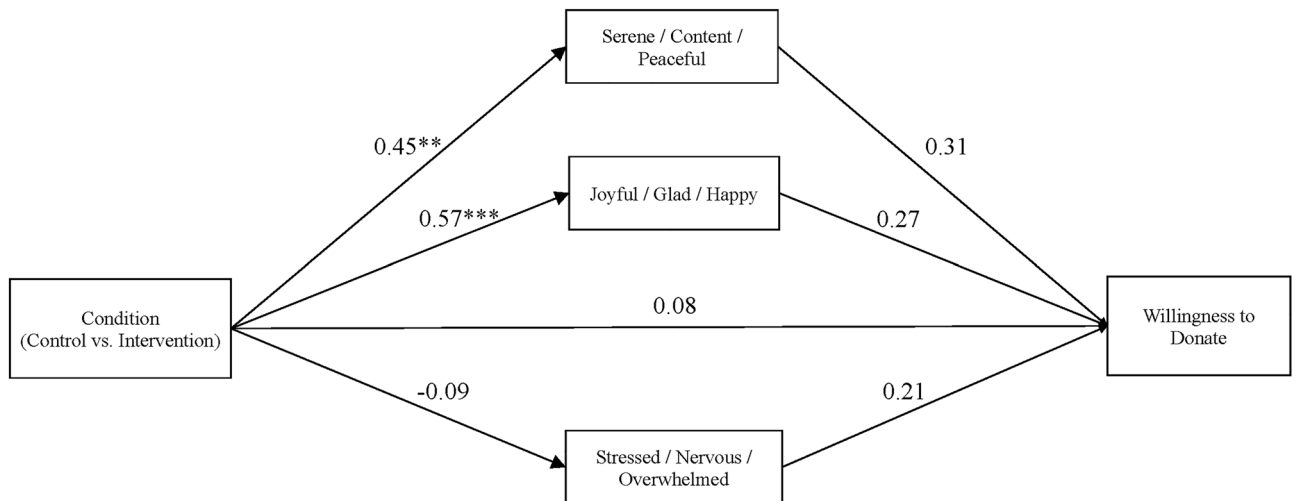 Serene / Content /
Peaceful
0.45**
0.31
Joyful / Glad / Happy
0.57***
0.27
Condition
(Control vs. Intervention)
0.08
Willingness to
Donate
-0.09
0.21
Stressed / Nervous /
Overwhelmed